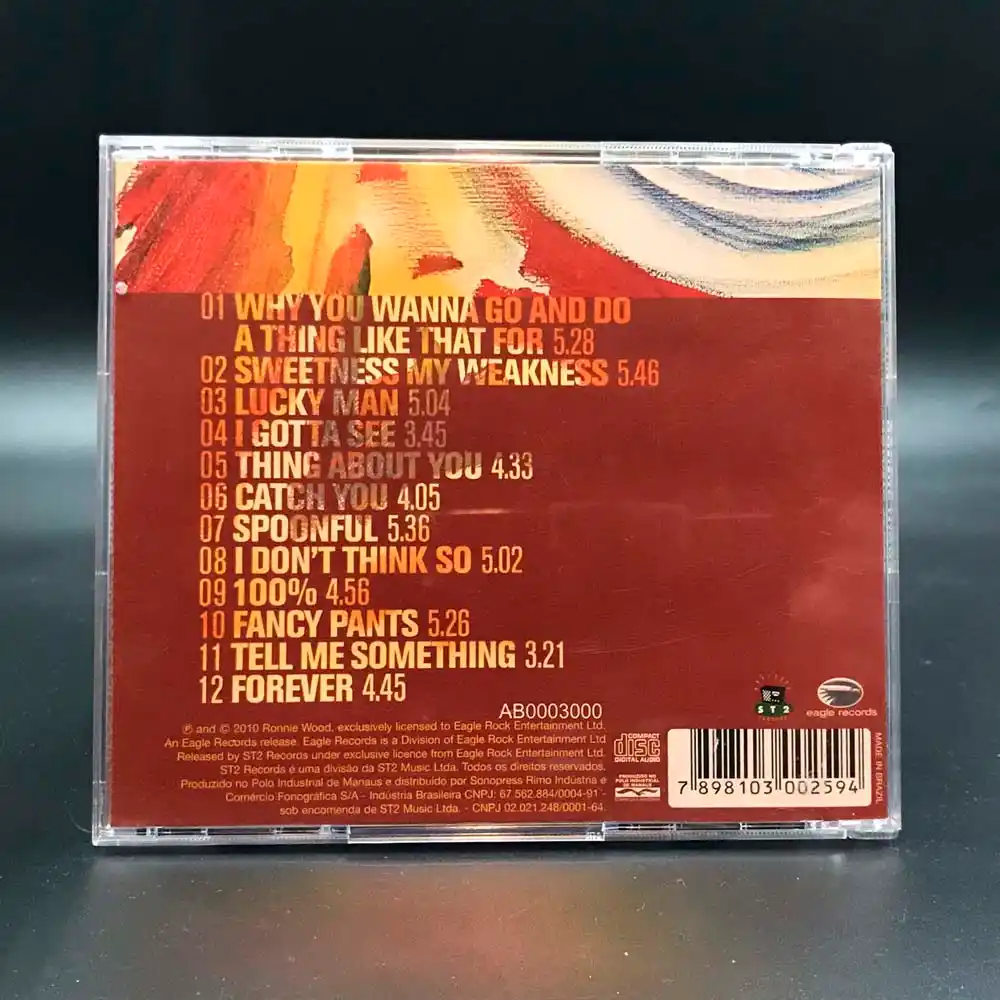 01 WHY YOU WANNA GO AND DO
A THING LIKE THAT FOR 5.28
02 SWEETNESS MY WEAKNESS 5.46
03 LUCKY MAN 5.04
04 I GOTTA SEE 3.45
05 THING ABOUT YOU 4.33
06 CATCH YOU 4.05
07 SPOONFUL 5.36
08 I DON'T THINK SO 5.02
09 100% 4.56
10 FANCY PANTS 5.26
11 TELL ME SOMETHING 3.21
12 FOREVER 4.45
AB0003000
℗ and © 2010 Ronnie Wood, exclusively licensed to Eagle Rock Entertainment Ltd.
An Eagle Records release. Eagle Records is a Division of Eagle Rock Entertainment Ltd
Released by ST2 Records under exclusive licence from Eagle Rock Entertainment Ltd.
ST2 Records é uma divisão da ST2 Music Ltda. Todos os direitos reservados.
Produzido no Polo Industrial de Manaus e distribuido por Sonopress Rimo Indústria e
Comércio Fonográfica S/A - Indústria Brasileira CNPJ: 67 562.884/0004-91 -
sob encomenda de ST2 Music Ltda. - CNPJ 02.021.248/0001-64.
COMPACT
disc
DIGITAL AUDIO
PRODUZIDO NO
POLO INDUSTRIAL
DE MANAUS
ST2
eagle records
7 898103 002594
MADE IN BRAZIL